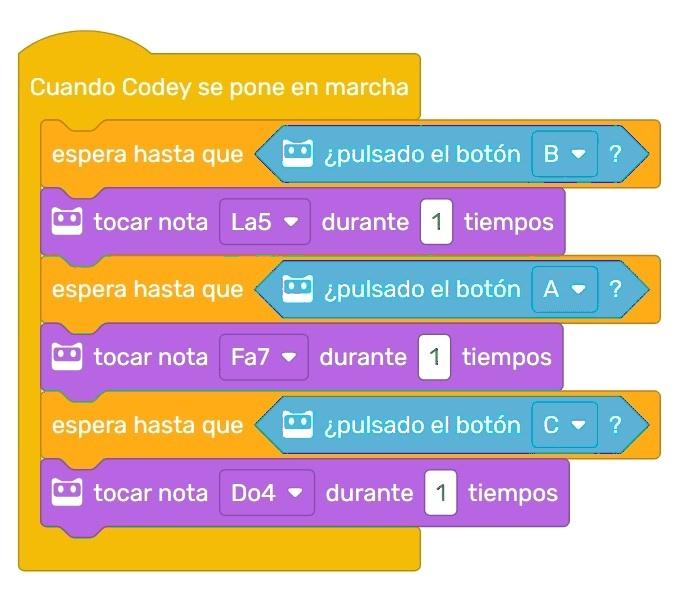 Cuando Codey se pone en marcha
espera hasta que ¿pulsado el botón B ?
tocar nota La5 durante 1 tiempos
espera hasta que ¿pulsado el botón A ?
tocar nota Fa7 durante 1 tiempos
espera hasta que ¿pulsado el botón C ?
tocar nota Do4 durante 1 tiempos